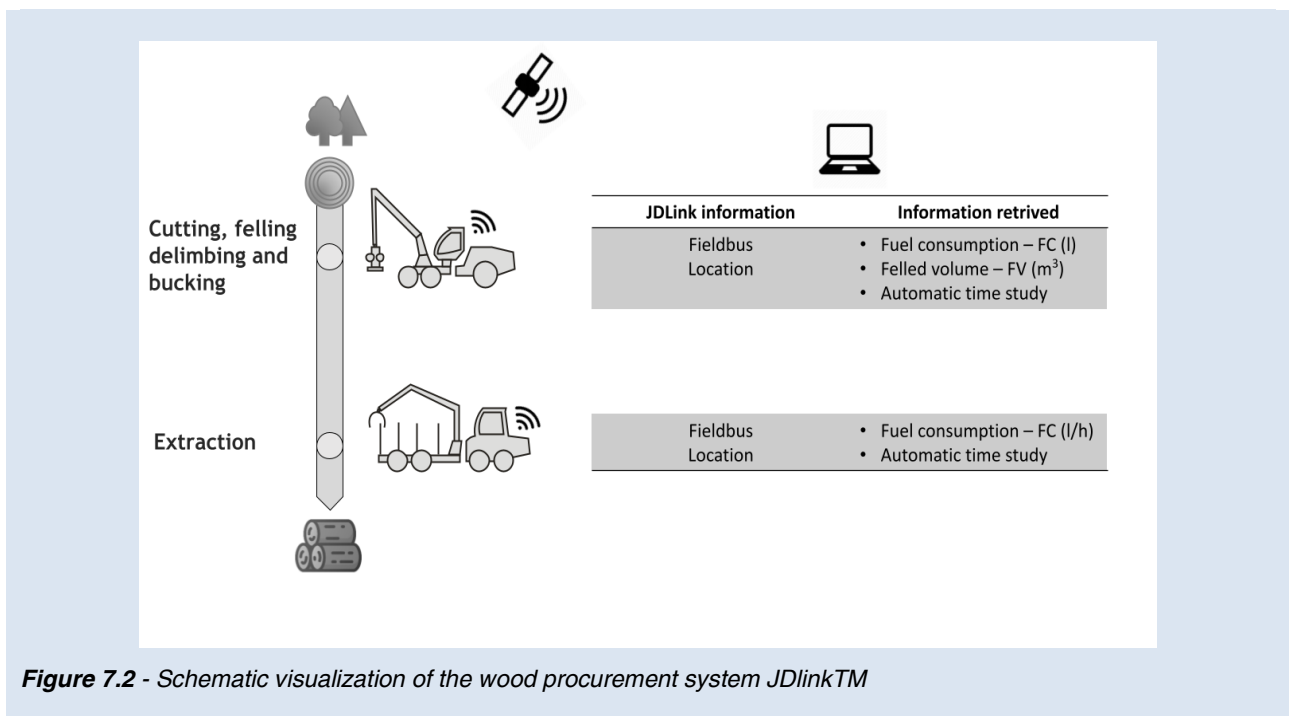 JDLink information Information retrived
Cutting, felling
delimbing and
bucking
Fieldbus
Location
• Fuel consumption – FC (l)
• Felled volume – FV (m³)
• Automatic time study
Extraction
Fieldbus
Location
• Fuel consumption – FC (l/h)
• Automatic time study
Figure 7.2 - Schematic visualization of the wood procurement system JDlinkTM